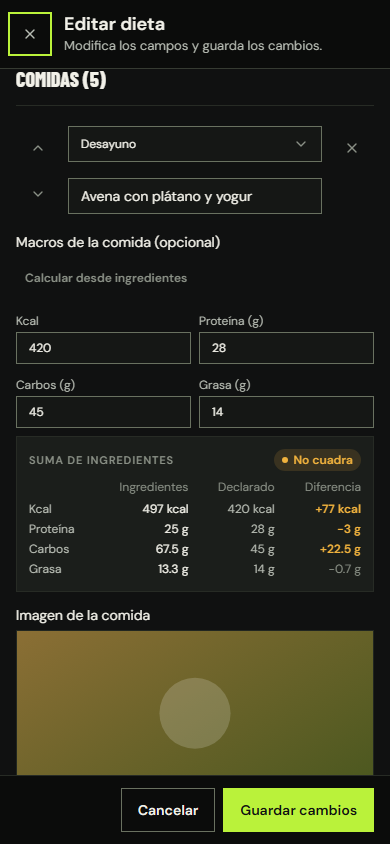 Editar dieta
Modifica los campos y guarda los cambios.
COMIDAS (5)
Desayuno
Avena con plátano y yogur
Macros de la comida (opcional)
Calcular desde ingredientes
Kcal Proteína (g)
420 28
Carbos (g) Grasa (g)
45 14
SUMA DE INGREDIENTES No cuadra
Ingredientes Declarado Diferencia
Kcal 497 kcal 420 kcal +77 kcal
Proteína 25 g 28 g -3 g
Carbos 67.5 g 45 g +22.5 g
Grasa 13.3 g 14 g -0.7 g
Imagen de la comida
Cancelar Guardar cambios